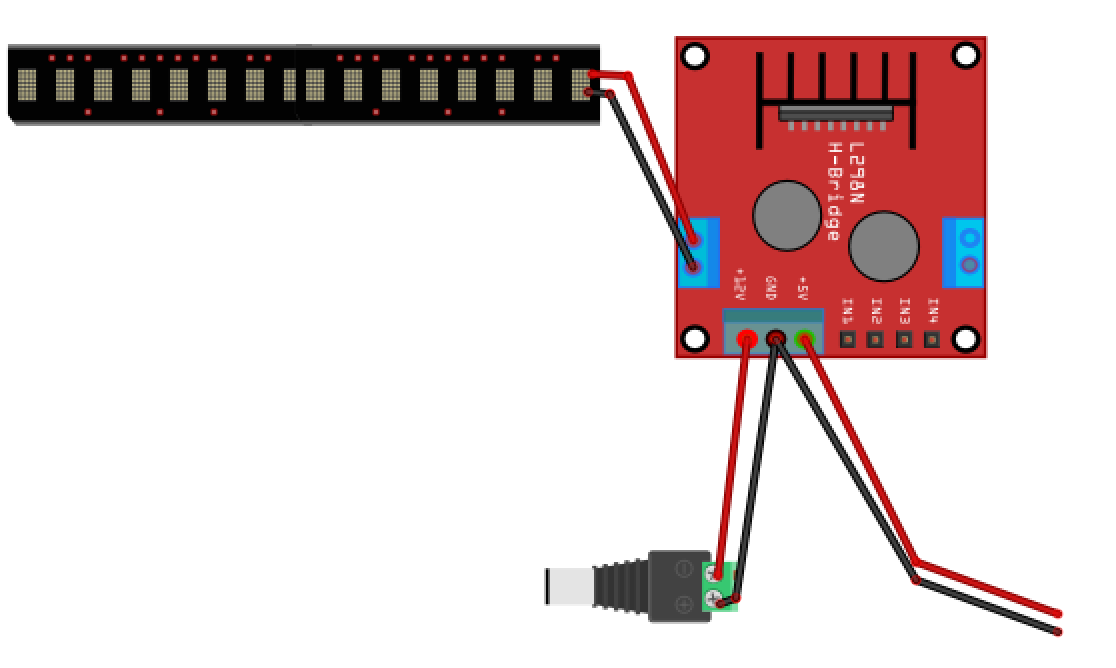 L298N
H-Bridge
+12V
GND
+5V
IN1
IN2
IN3
IN4
−
+